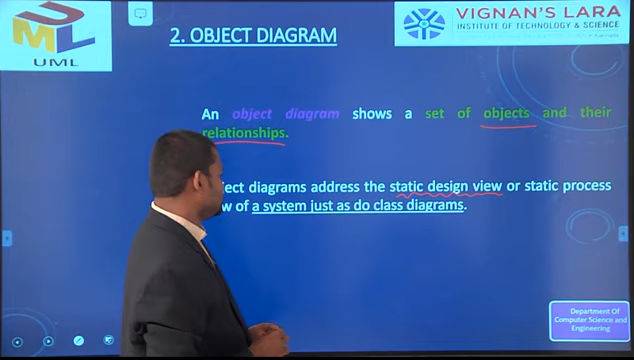 UML
UML
2. OBJECT DIAGRAM
VIGNAN'S LARA
INSTITUTE OF TECHNOLOGY & SCIENCE
An object diagram shows a set of objects and their
relationships.
diagrams address the static design view or static process
of a system just as do class diagrams.
Department Of
Computer Science and
Engineering